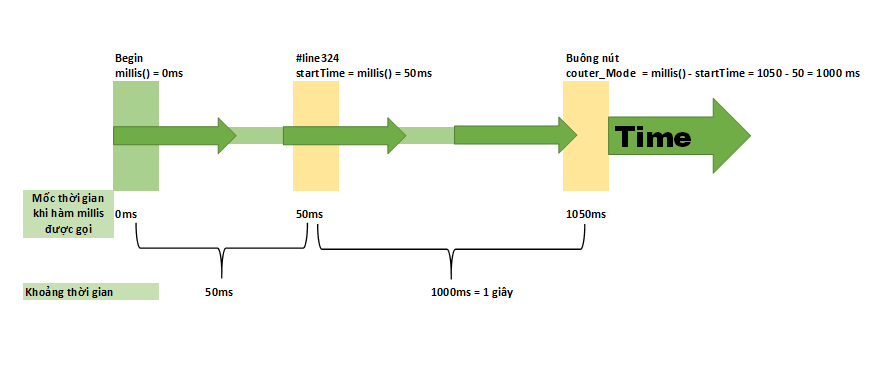 Begin
millis() = 0ms
#line324
startTime = millis() = 50ms
Buông nút
couter_Mode = millis() - startTime = 1050 - 50 = 1000 ms
Time
Mốc thời gian
khi hàm millis
được gọi
0ms
50ms
1050ms
Khoảng thời gian
50ms
1000ms = 1 giây